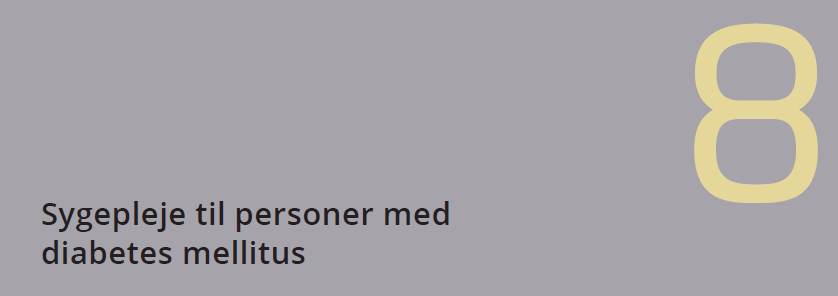 8
Sygepleje til personer med
diabetes mellitus